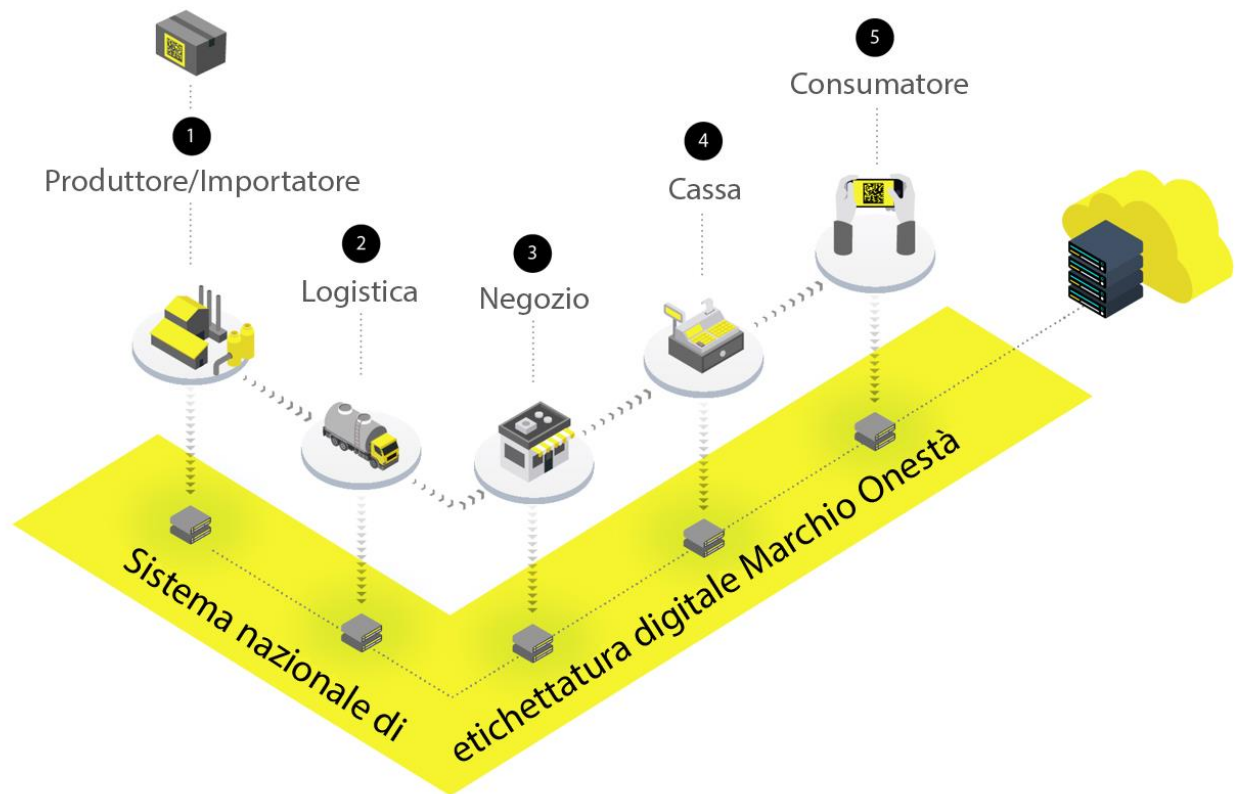 1
Produttore/Importatore
2
Logistica
3
Negozio
4
Cassa
5
Consumatore
Sistema nazionale di
etichettatura digitale Marchio Onestà